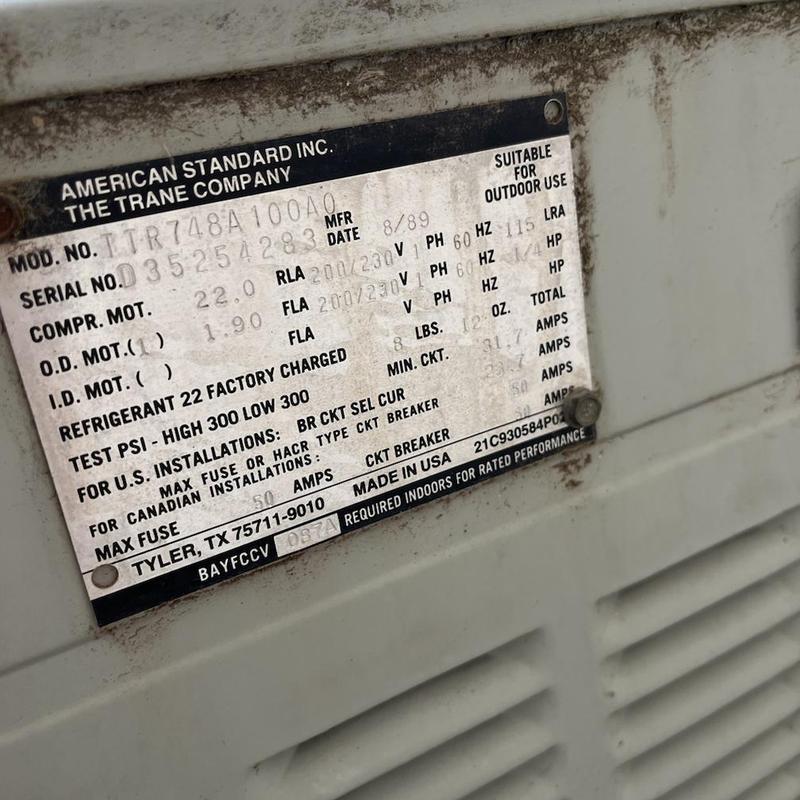 AMERICAN STANDARD INC.
THE TRANE COMPANY
SUITABLE
FOR
OUTDOOR USE
MOD. NO. TTR748A100A0
SERIAL NO. D35254283 MFR DATE 8/89
COMPR. MOT. 22.0 RLA 200/230 V 1 PH 60 HZ 115 LRA
O.D. MOT.(1) 1.90 FLA 200/230 V 1 PH 60 HZ 1/4 HP
I.D. MOT. ( ) FLA V PH HZ HP
REFRIGERANT 22 FACTORY CHARGED 8 LBS. 12 OZ. TOTAL
TEST PSI - HIGH 300 LOW 300 MIN. CKT. 31.7 AMPS
FOR U.S. INSTALLATIONS: BR CKT SEL CUR AMPS
MAX FUSE OR HACR TYPE CKT BREAKER 50 AMPS
FOR CANADIAN INSTALLATIONS:
MAX FUSE 50 AMPS CKT BREAKER 50 AMPS
TYLER, TX 75711-9010 MADE IN USA
BAYFCCV 087A REQUIRED INDOORS FOR RATED PERFORMANCE